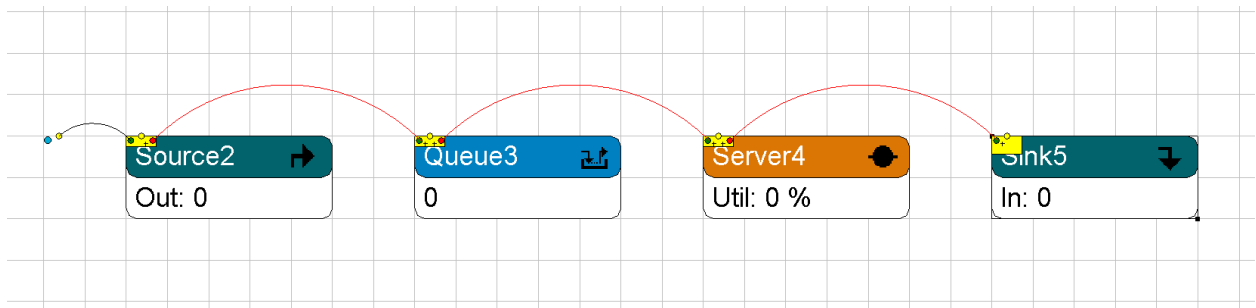 Source2
Out: 0
Queue3
0
Server4
Util: 0 %
Sink5
In: 0